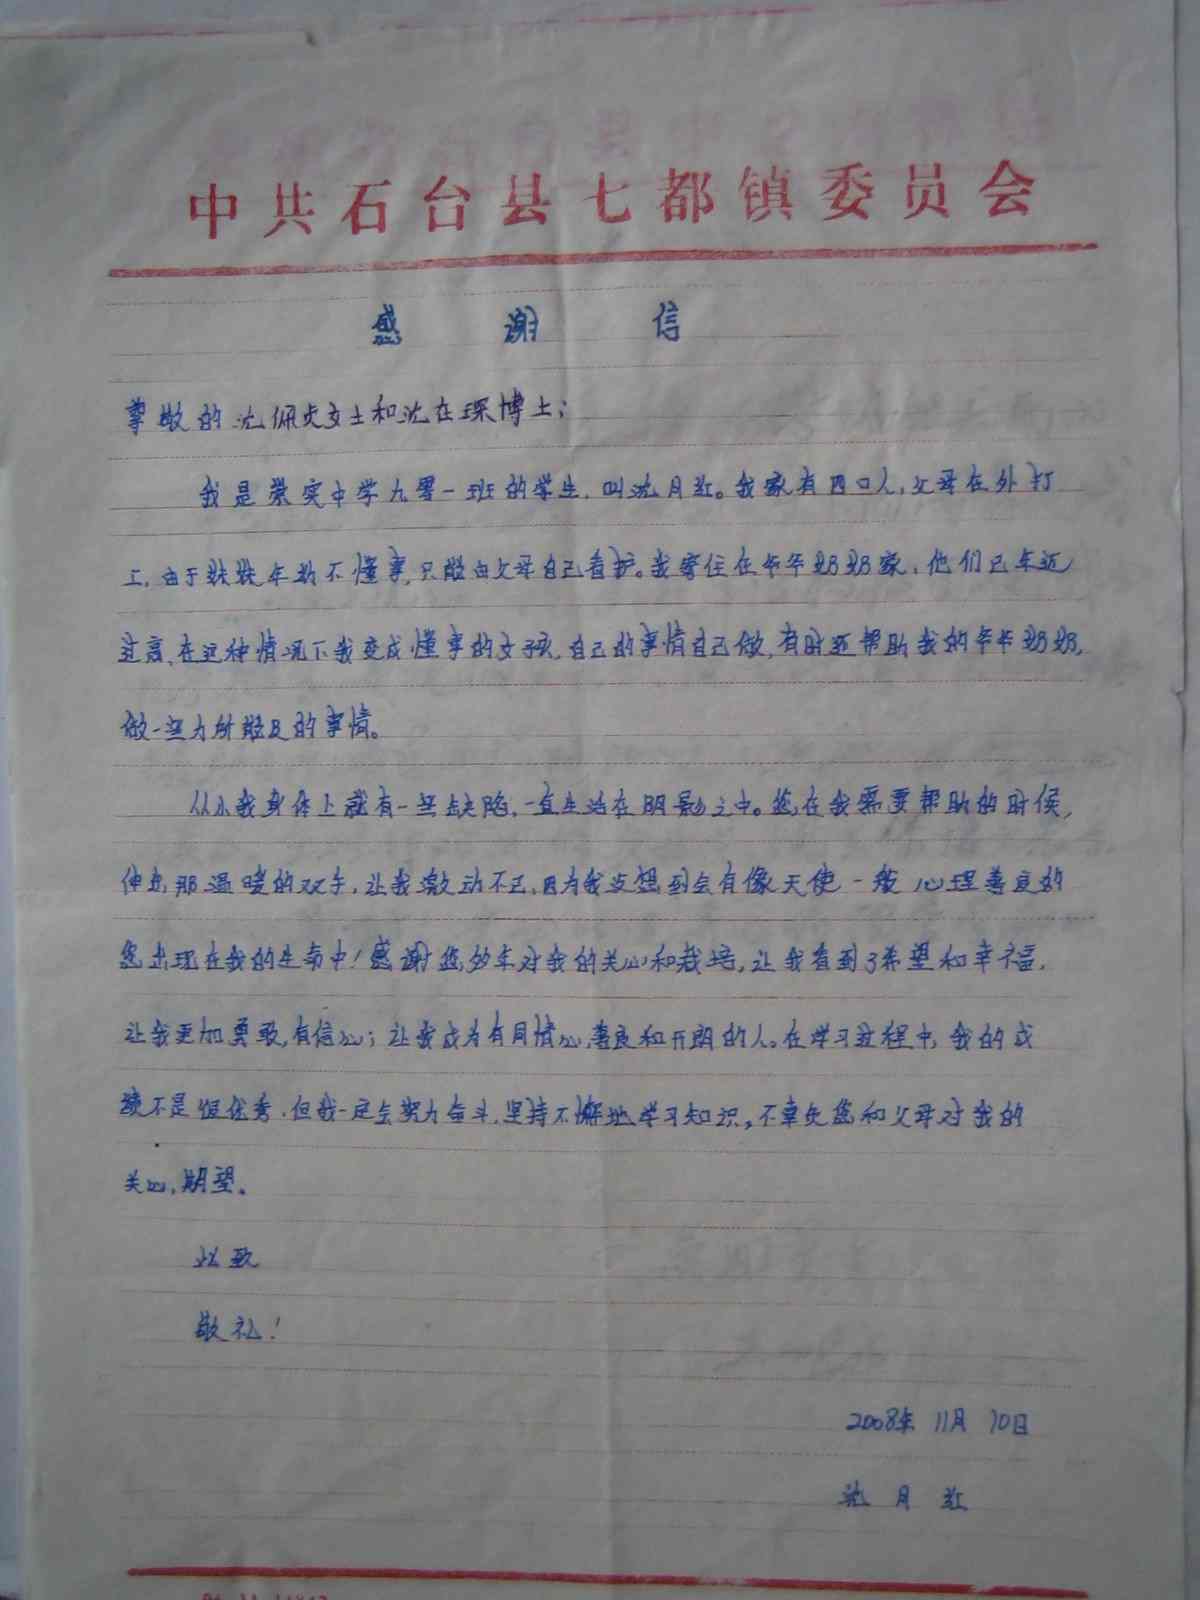 中共石台县七都镇委员会
感谢信
尊敬的沈佩贞女士和沈在琛博士：
我是崇实中学九零一班的学生，叫沈月红。我家有四口人，父母在外打
工，由于妹妹年幼不懂事，只能由父母自己看护。我寄住在爷爷奶奶家，他们已年近
过高，在这种情况下我变成懂事的女孩，自己的事情自己做，有时还帮助我的爷爷奶奶，
做一些力所能及的事情。
从小我身体上就有一些缺陷，一直生活在阴影之中。您在我需要帮助的时候，
伸出那温暖的双手，让我激动不已，因为我没想到会有像天使一般心理善良的
您出现在我的生命中！感谢您多年对我的关心和栽培，让我看到了希望和幸福，
让我更加勇敢，有信心；让我成为有同情心，善良和开朗的人。在学习过程中，我的成
绩不是很优秀，但我一定会努力奋斗，坚持不懈地学习知识，不辜负您和父母对我的
关心，期望。
此致
敬礼！
2008年 11月 10日
沈月红